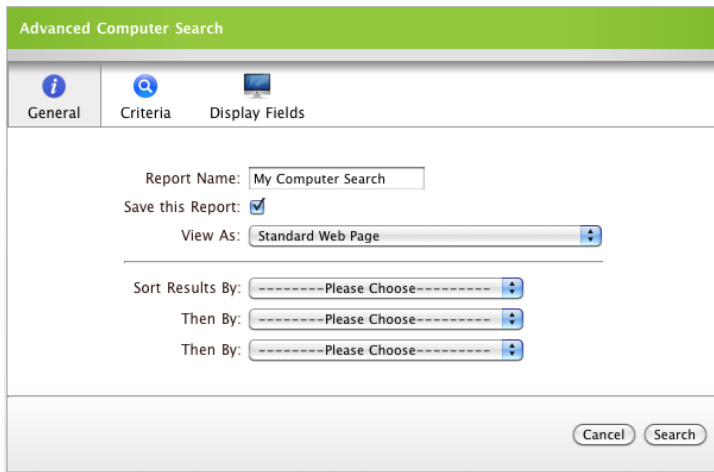 Advanced Computer Search
General Criteria Display Fields
Report Name: My Computer Search
Save this Report:
View As: Standard Web Page
Sort Results By: --------Please Choose---------
Then By: --------Please Choose---------
Then By: --------Please Choose---------
Cancel Search